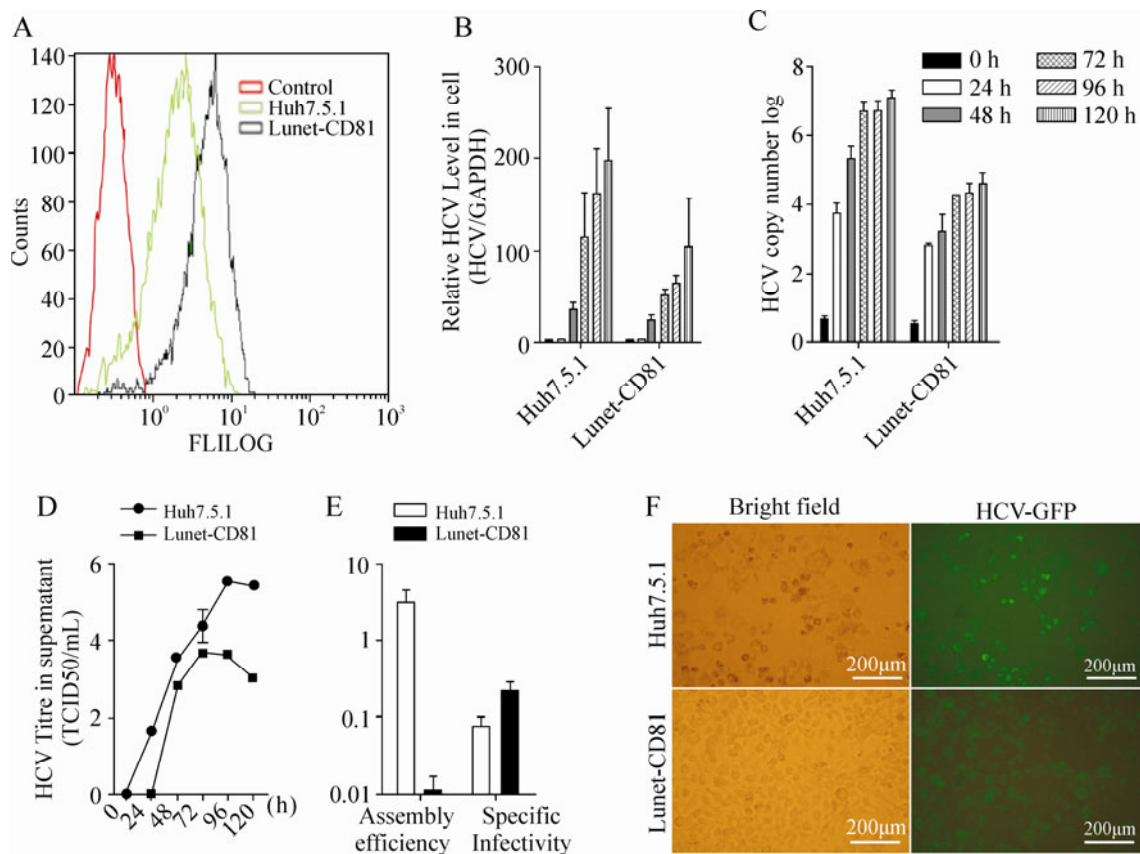 A
140
120
100
80
60
40
20
0
Counts
Control
Huh7.5.1
Lunet-CD81
10⁰
10¹
10²
10³
FLILOG
B
Relative HCV Level in cell
(HCV/GAPDH)
300
200
100
0
Huh7.5.1
Lunet-CD81
C
HCV copy number log
8
6
4
2
0
0 h
24 h
48 h
72 h
96 h
120 h
Huh7.5.1
Lunet-CD81
D
Huh7.5.1
Lunet-CD81
HCV Titre in supernatant
(TCID50/mL)
6
4
2
0
0
24
48
72
96
120
(h)
E
Huh7.5.1
Lunet-CD81
10
1
0.1
0.01
Assembly
efficiency
Specific
Infectivity
F
Bright field
HCV-GFP
Huh7.5.1
Lunet-CD81
200μm
200μm
200μm
200μm